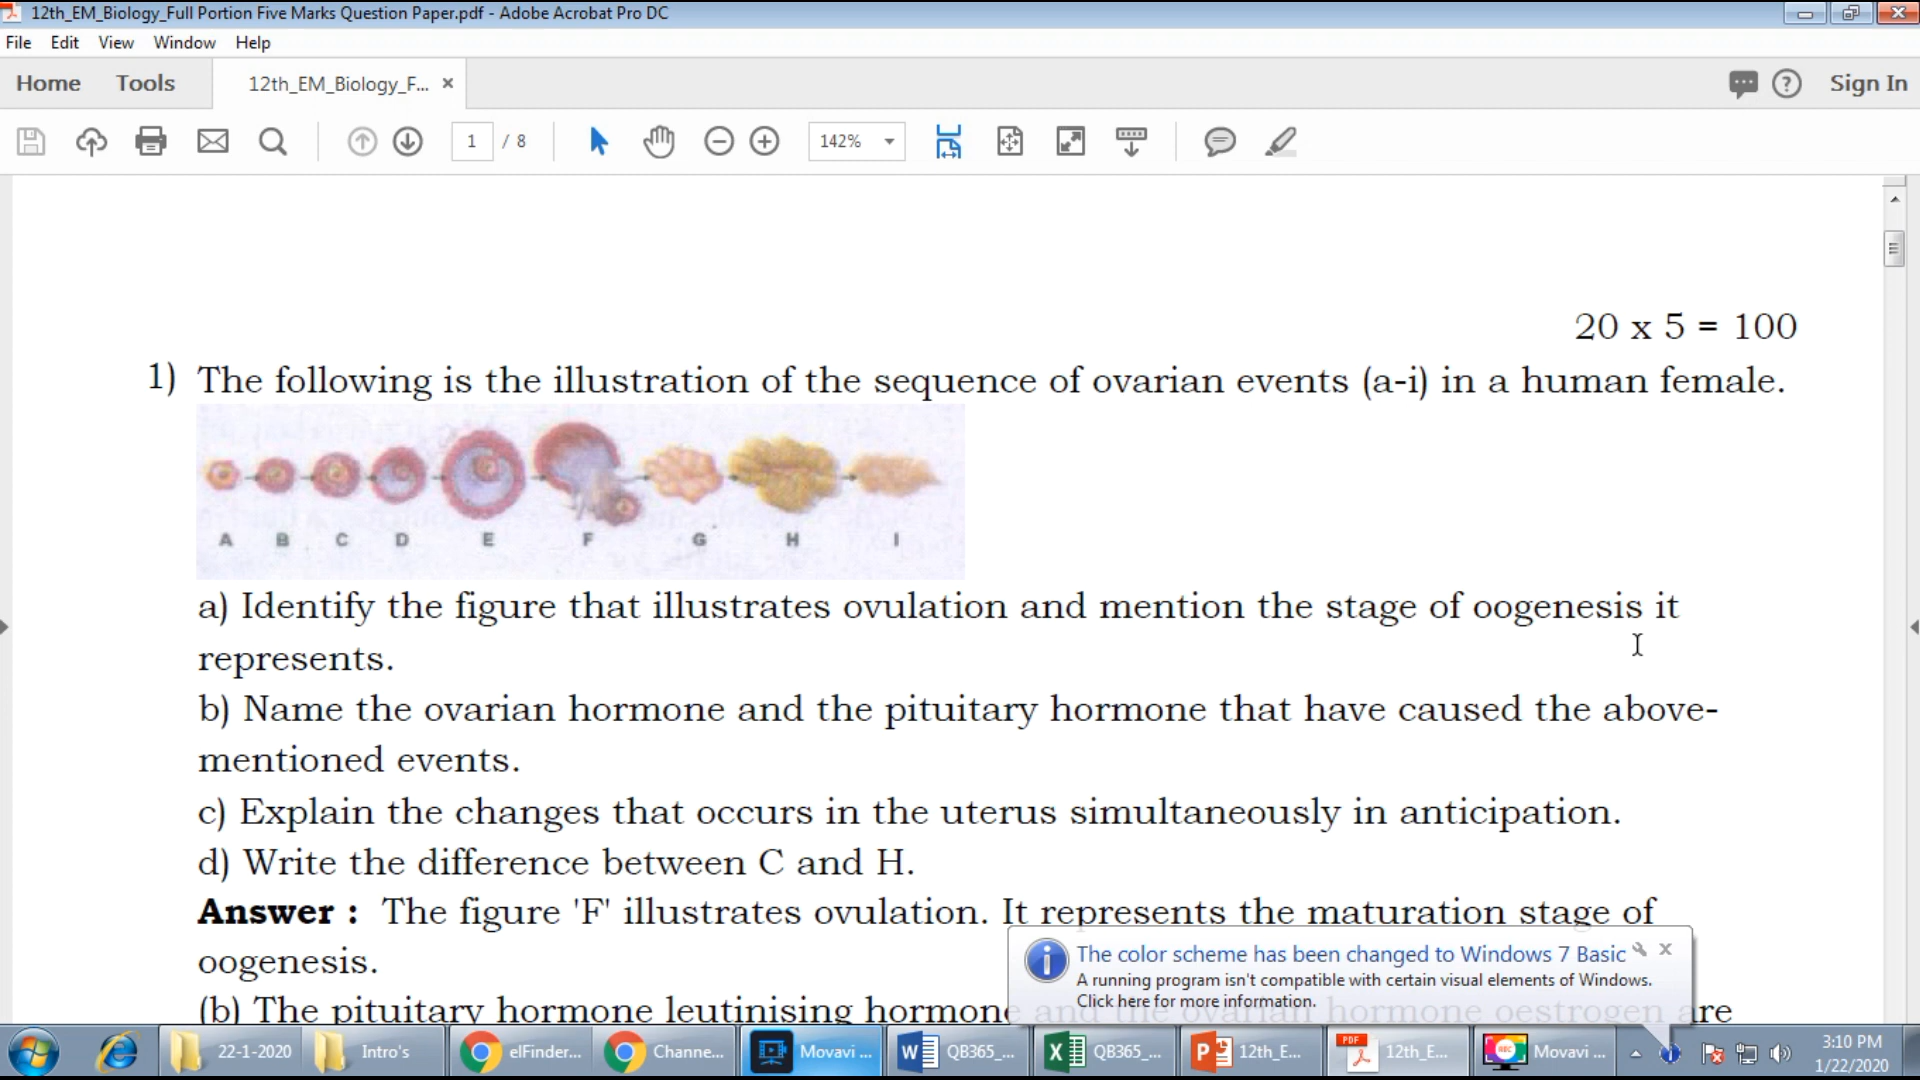 12th_EM_Biology_Full Portion Five Marks Question Paper.pdf - Adobe Acrobat Pro DC
File Edit View Window Help
Home Tools 12th_EM_Biology_F... × Sign In
1 / 8 142%
20 x 5 = 100
1) The following is the illustration of the sequence of ovarian events (a-i) in a human female.
A B C D E F G H I
a) Identify the figure that illustrates ovulation and mention the stage of oogenesis it
represents.
b) Name the ovarian hormone and the pituitary hormone that have caused the above-
mentioned events.
c) Explain the changes that occurs in the uterus simultaneously in anticipation.
d) Write the difference between C and H.
Answer : The figure 'F' illustrates ovulation. It represents the maturation stage of
oogenesis.
(b) The pituitary hormone leutinising hormone and the ovarian hormone oestrogen are
The color scheme has been changed to Windows 7 Basic
A running program isn't compatible with certain visual elements of Windows.
Click here for more information.
22-1-2020 Intro's elFinder... Channe... Movavi ... QB365_... QB365_... 12th_E... PDF 12th_E... REC Movavi ... 3:10 PM
1/22/2020